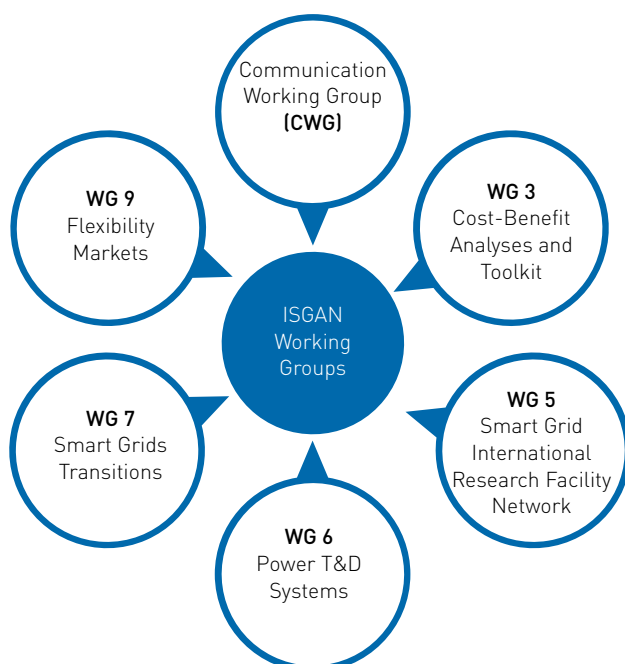 Communication
Working Group
(CWG)
WG 9
Flexibility
Markets
WG 3
Cost-Benefit
Analyses and
Toolkit
ISGAN
Working
Groups
WG 7
Smart Grids
Transitions
WG 5
Smart Grid
International
Research Facility
Network
WG 6
Power T&D
Systems